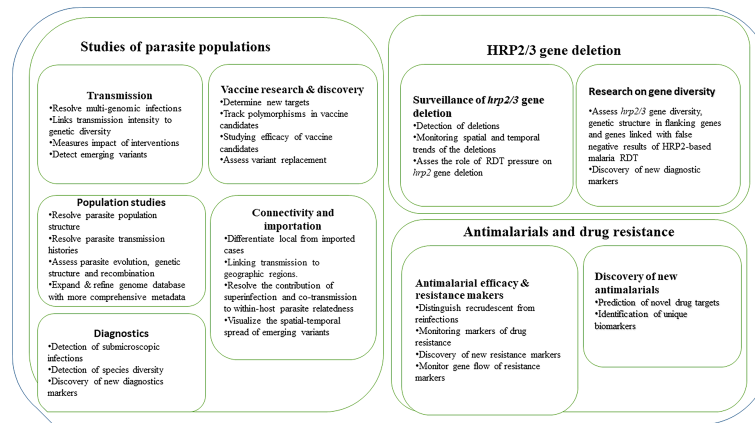 Studies of parasite populations
Transmission
•Resolve multi-genomic infections
•Links transmission intensity to
genetic diversity
•Measures impact of interventions
•Detect emerging variants
Vaccine research & discovery
•Determine new targets
•Track polymorphisms in vaccine
candidates
•Studying efficacy of vaccine
candidates
•Assess variant replacement
Population studies
•Resolve parasite population
structure
•Resolve parasite transmission
histories
•Assess parasite evolution, genetic
structure and recombination
•Expand & refine genome database
with more comprehensive metadata
Connectivity and
importation
•Differentiate local from imported
cases
•Linking transmission to
geographic regions.
•Resolve the contribution of
superinfection and co-transmission
to within-host parasite relatedness
•Visualize the spatial-temporal
spread of emerging variants
Diagnostics
•Detection of submicroscopic
infections
•Detection of species diversity
•Discovery of new diagnostics
markers
HRP2/3 gene deletion
Surveillance of hrp2/3 gene
deletion
•Detection of deletions
•Monitoring spatial and temporal
trends of the deletions
•Asses the role of RDT pressure on
hrp2 gene deletion
Research on gene diversity
•Assess hrp2/3 gene diversity,
genetic structure in flanking genes
and genes linked with false
negative results of HRP2-based
malaria RDT
•Discovery of new diagnostic
markers
Antimalarials and drug resistance
Antimalarial efficacy &
resistance makers
•Distinguish recrudescent from
reinfections
•Monitoring markers of drug
resistance
•Discovery of new resistance markers
•Monitor gene flow of resistance
markers
Discovery of new
antimalarials
•Prediction of novel drug targets
•Identification of unique
biomarkers